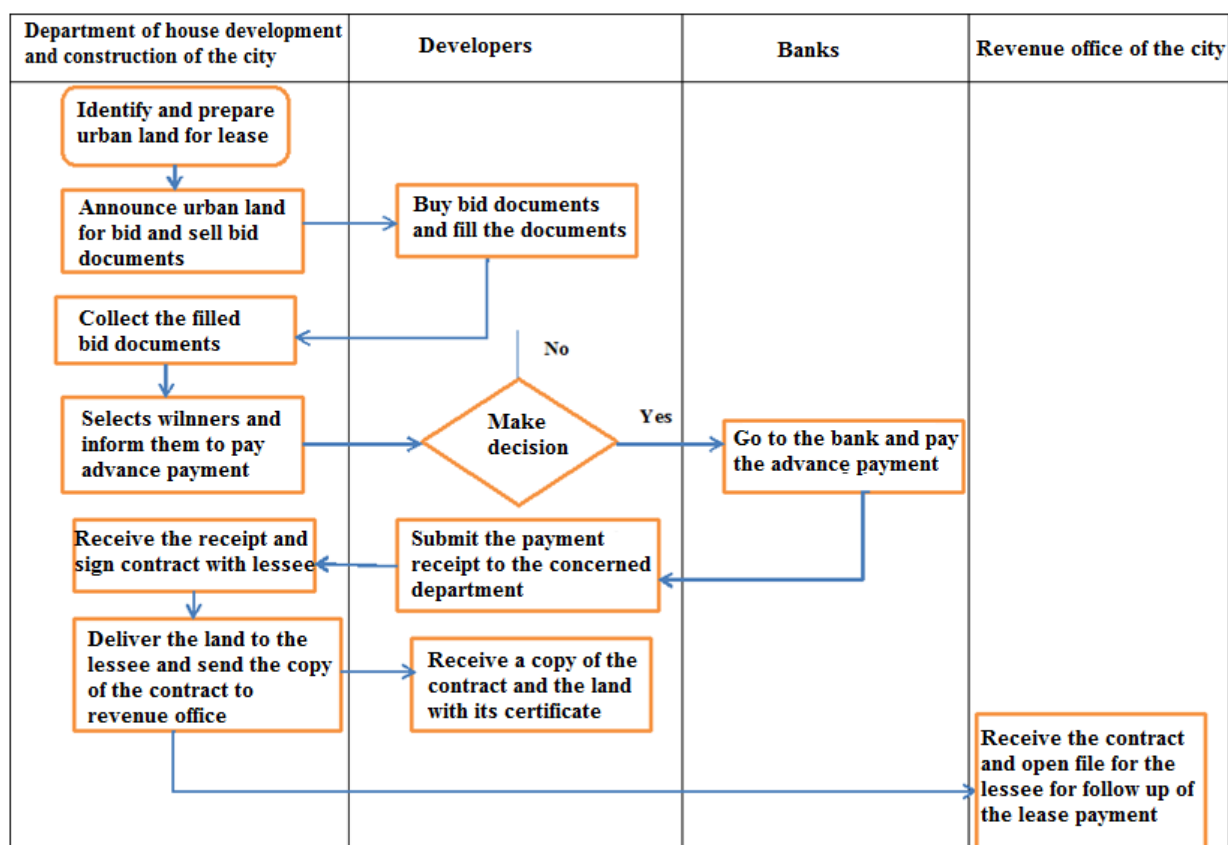 Department of house development
and construction of the city
Developers
Banks
Revenue office of the city
Identify and prepare
urban land for lease
Announce urban land
for bid and sell bid
documents
Buy bid documents
and fill the documents
Collect the filled
bid documents
No
Selects wilnners and
inform them to pay
advance payment
Make
decision
Yes
Go to the bank and pay
the advance payment
Receive the receipt and
sign contract with lessee
Submit the payment
receipt to the concerned
department
Deliver the land to the
lessee and send the copy
of the contract to
revenue office
Receive a copy of the
contract and the land
with its certificate
Receive the contract
and open file for the
lessee for follow up of
the lease payment